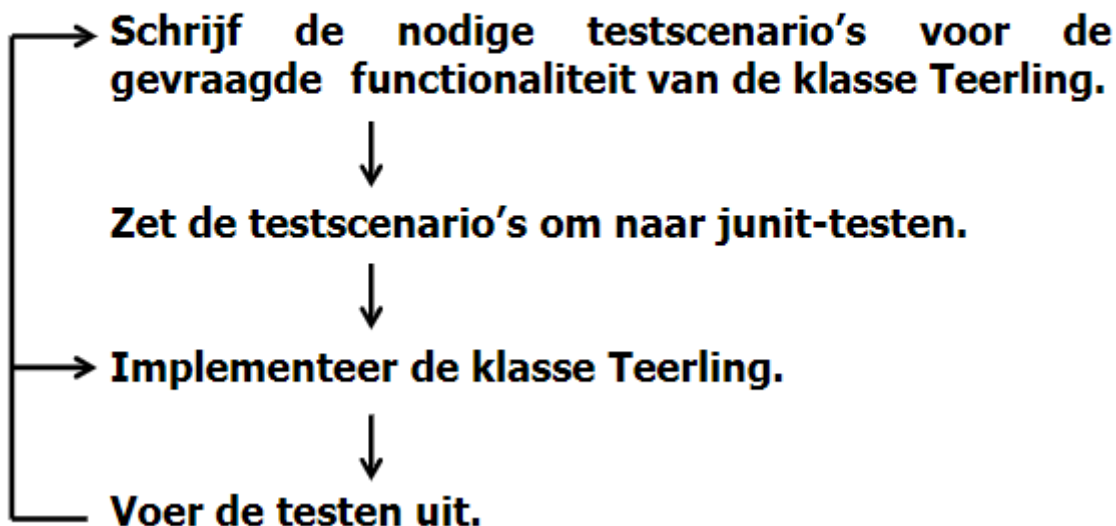 Schrijf de nodige testscenario’s voor de
gevraagde functionaliteit van de klasse Teerling.
Zet de testscenario’s om naar junit-testen.
Implementeer de klasse Teerling.
Voer de testen uit.